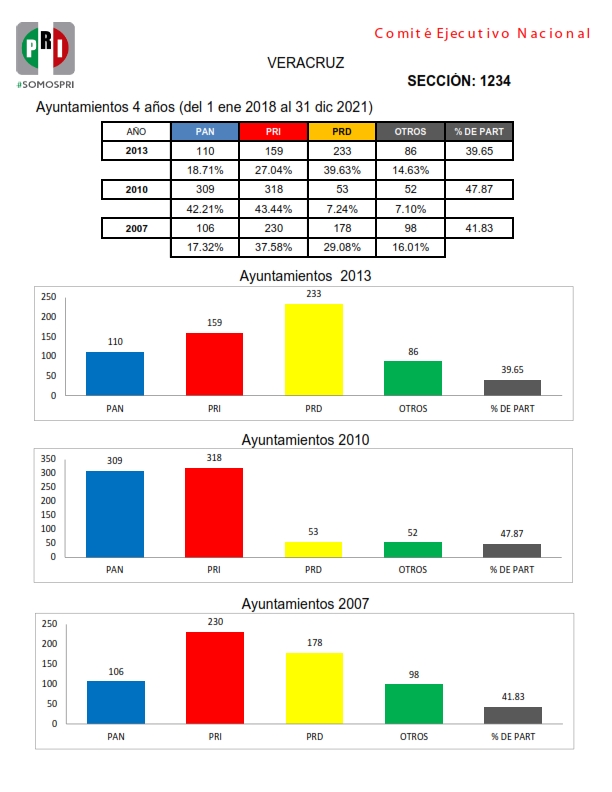 Comité Ejecutivo Nacional
PRI
#SOMOSPRI
VERACRUZ
SECCIÓN: 1234
Ayuntamientos 4 años (del 1 ene 2018 al 31 dic 2021)
AÑO PAN PRI PRD OTROS % DE PART
2013 110 159 233 86 39.65
18.71% 27.04% 39.63% 14.63%
2010 309 318 53 52 47.87
42.21% 43.44% 7.24% 7.10%
2007 106 230 178 98 41.83
17.32% 37.58% 29.08% 16.01%
Ayuntamientos 2013
250
200
150
100
50
0
110
159
233
86
39.65
PAN PRI PRD OTROS % DE PART
Ayuntamientos 2010
350
300
250
200
150
100
50
0
309
318
53
52
47.87
PAN PRI PRD OTROS % DE PART
Ayuntamientos 2007
250
200
150
100
50
0
106
230
178
98
41.83
PAN PRI PRD OTROS % DE PART